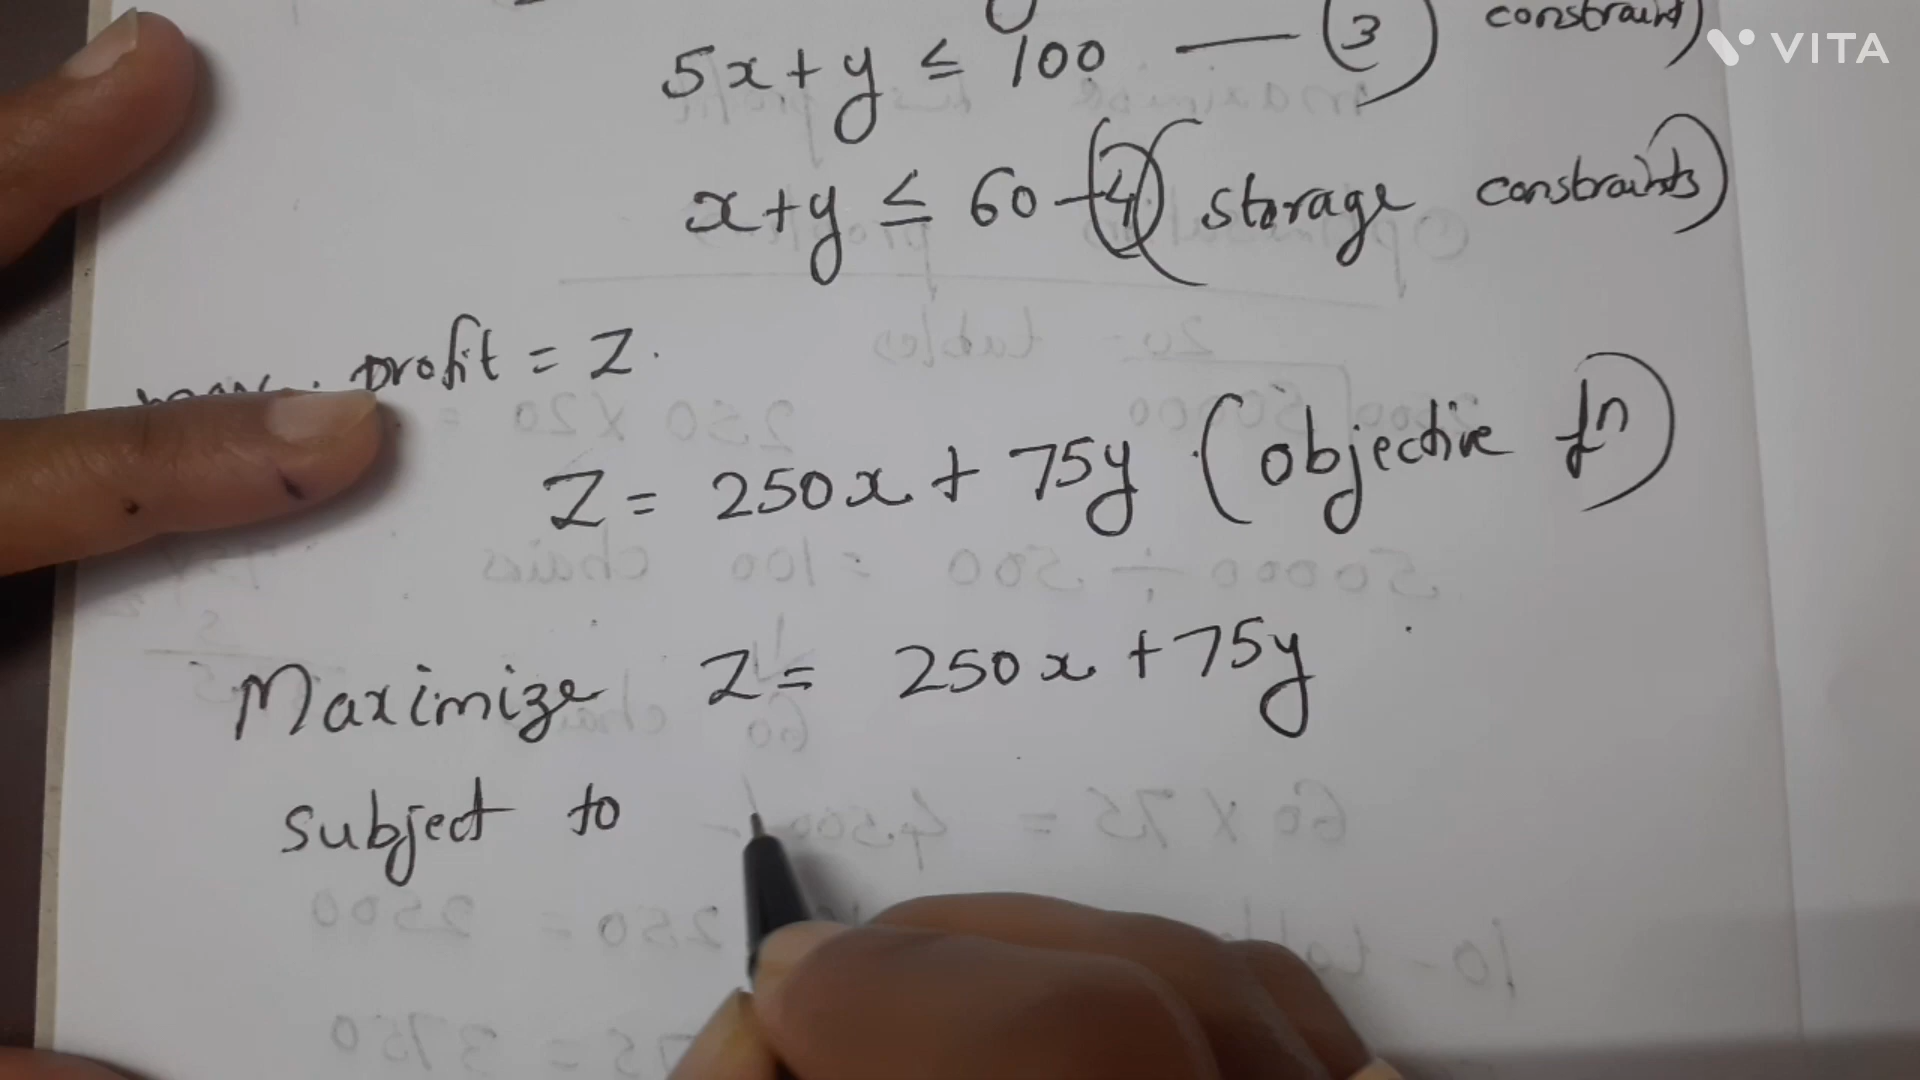 constraint)
5x+y ≤ 100 — (3)
VITA
x+y ≤ 60 - (4) (storage constraints)
profit = Z.
Z = 250x + 75y (objective fn)
Maximize Z = 250x + 75y
subject to